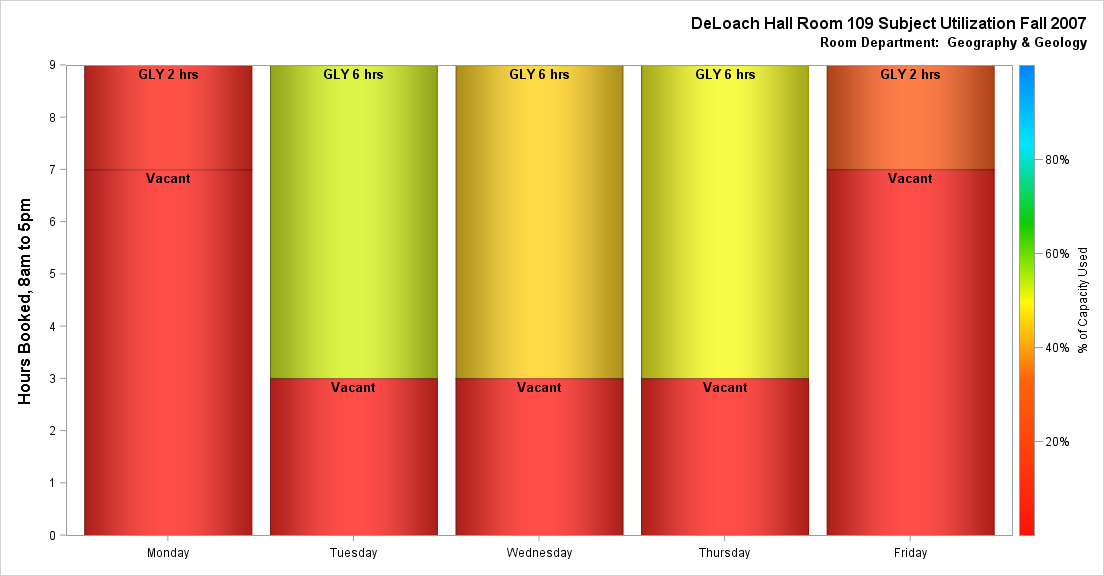 DeLoach Hall Room 109 Subject Utilization Fall 2007
Room Department: Geography & Geology
Hours Booked, 8am to 5pm
9
8
7
6
5
4
3
2
1
0
GLY 2 hrs
Vacant
GLY 6 hrs
Vacant
GLY 6 hrs
Vacant
GLY 6 hrs
Vacant
GLY 2 hrs
Vacant
Monday
Tuesday
Wednesday
Thursday
Friday
80%
60%
40%
20%
% of Capacity Used